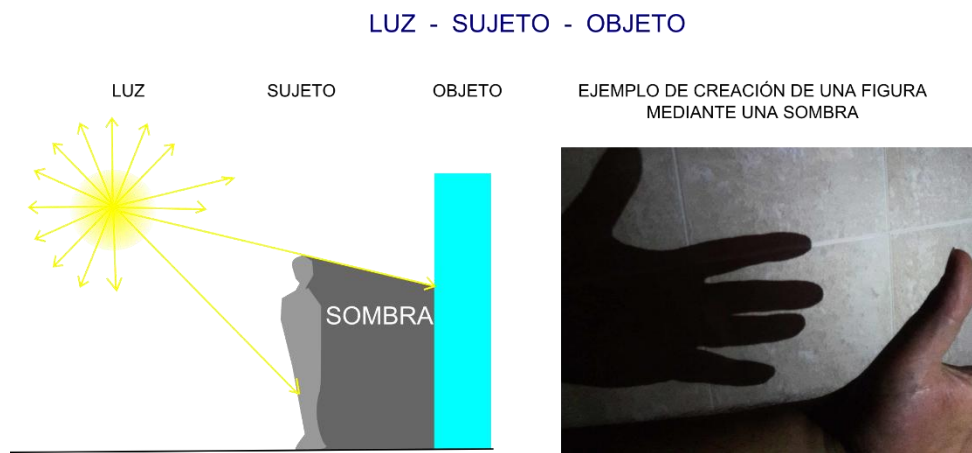 LUZ - SUJETO - OBJETO
LUZ
SUJETO
OBJETO
EJEMPLO DE CREACIÓN DE UNA FIGURA
MEDIANTE UNA SOMBRA
SOMBRA